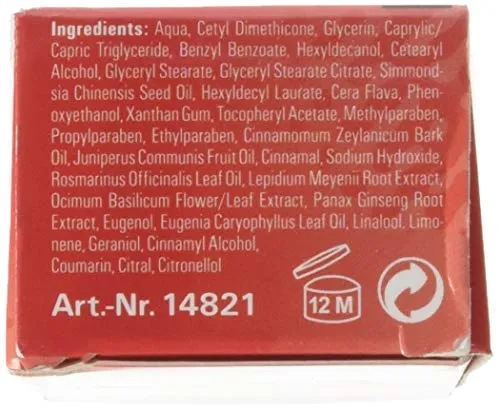 Ingredients: Aqua, Cetyl Dimethicone, Glycerin, Caprylic/
Capric Triglyceride, Benzyl Benzoate, Hexyldecanol, Cetearyl
Alcohol, Glyceryl Stearate, Glyceryl Stearate Citrate, Simmond-
sia Chinensis Seed Oil, Hexyldecyl Laurate, Cera Flava, Phen-
oxyethanol, Xanthan Gum, Tocopheryl Acetate, Methylparaben,
Propylparaben, Ethylparaben, Cinnamomum Zeylanicum Bark
Oil, Juniperus Communis Fruit Oil, Cinnamal, Sodium Hydroxide,
Rosmarinus Officinalis Leaf Oil, Lepidium Meyenii Root Extract,
Ocimum Basilicum Flower/Leaf Extract, Panax Ginseng Root
Extract, Eugenol, Eugenia Caryophyllus Leaf Oil, Linaloal, Limo-
nene, Geraniol, Cinnamyl Alcohol,
Coumarin, Citral, Citronellol
Art.-Nr. 14821
12 M